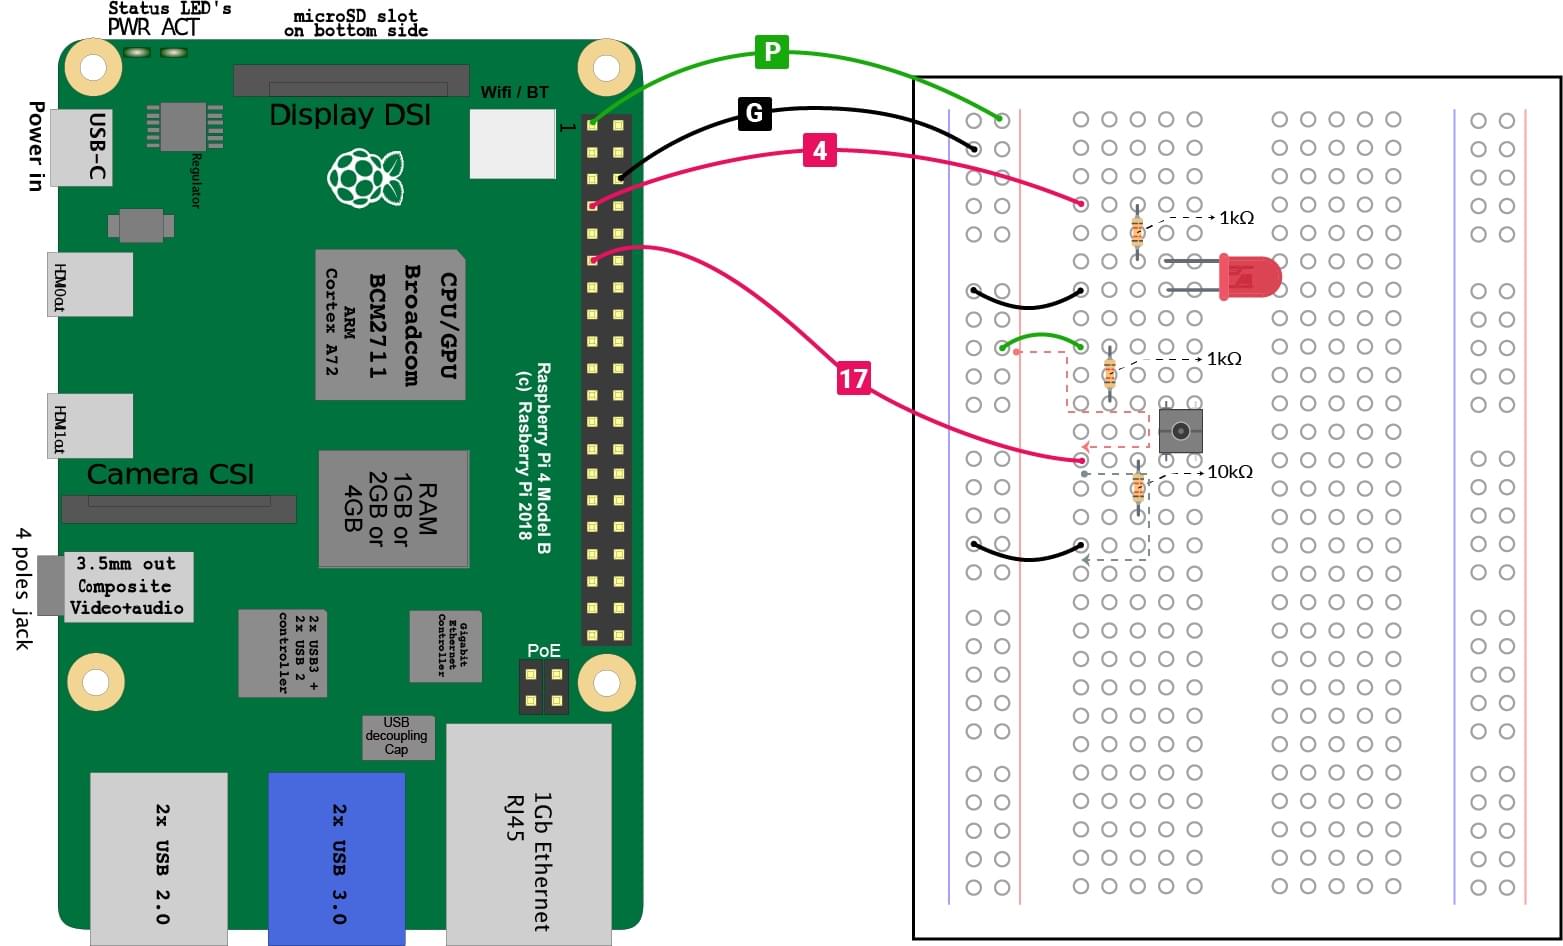 Status LED's
PWR ACT
microSD slot
on bottom side
Power in
USB-C
Regulator
Display DSI
Wifi / BT
1
P
G
4
17
HDM0at
HDM1at
CPU/GPU
Broadcom
BCM2711
ARM
Cortex A72
Raspberry Pi 4 Model B
(c) Rasberry Pi 2018
Camera CSI
RAM
1GB or
2GB or
4GB
4 poles jack
3.5mm out
Composite
Video+audio
2x USB3 +
2x USB 2
controller
Gigabit
Ethernet
Controller
PoE
USB
decoupling
Cap
2x USB 2.0
2x USB 3.0
1Gb Ethernet
RJ45
1kΩ
1kΩ
10kΩ